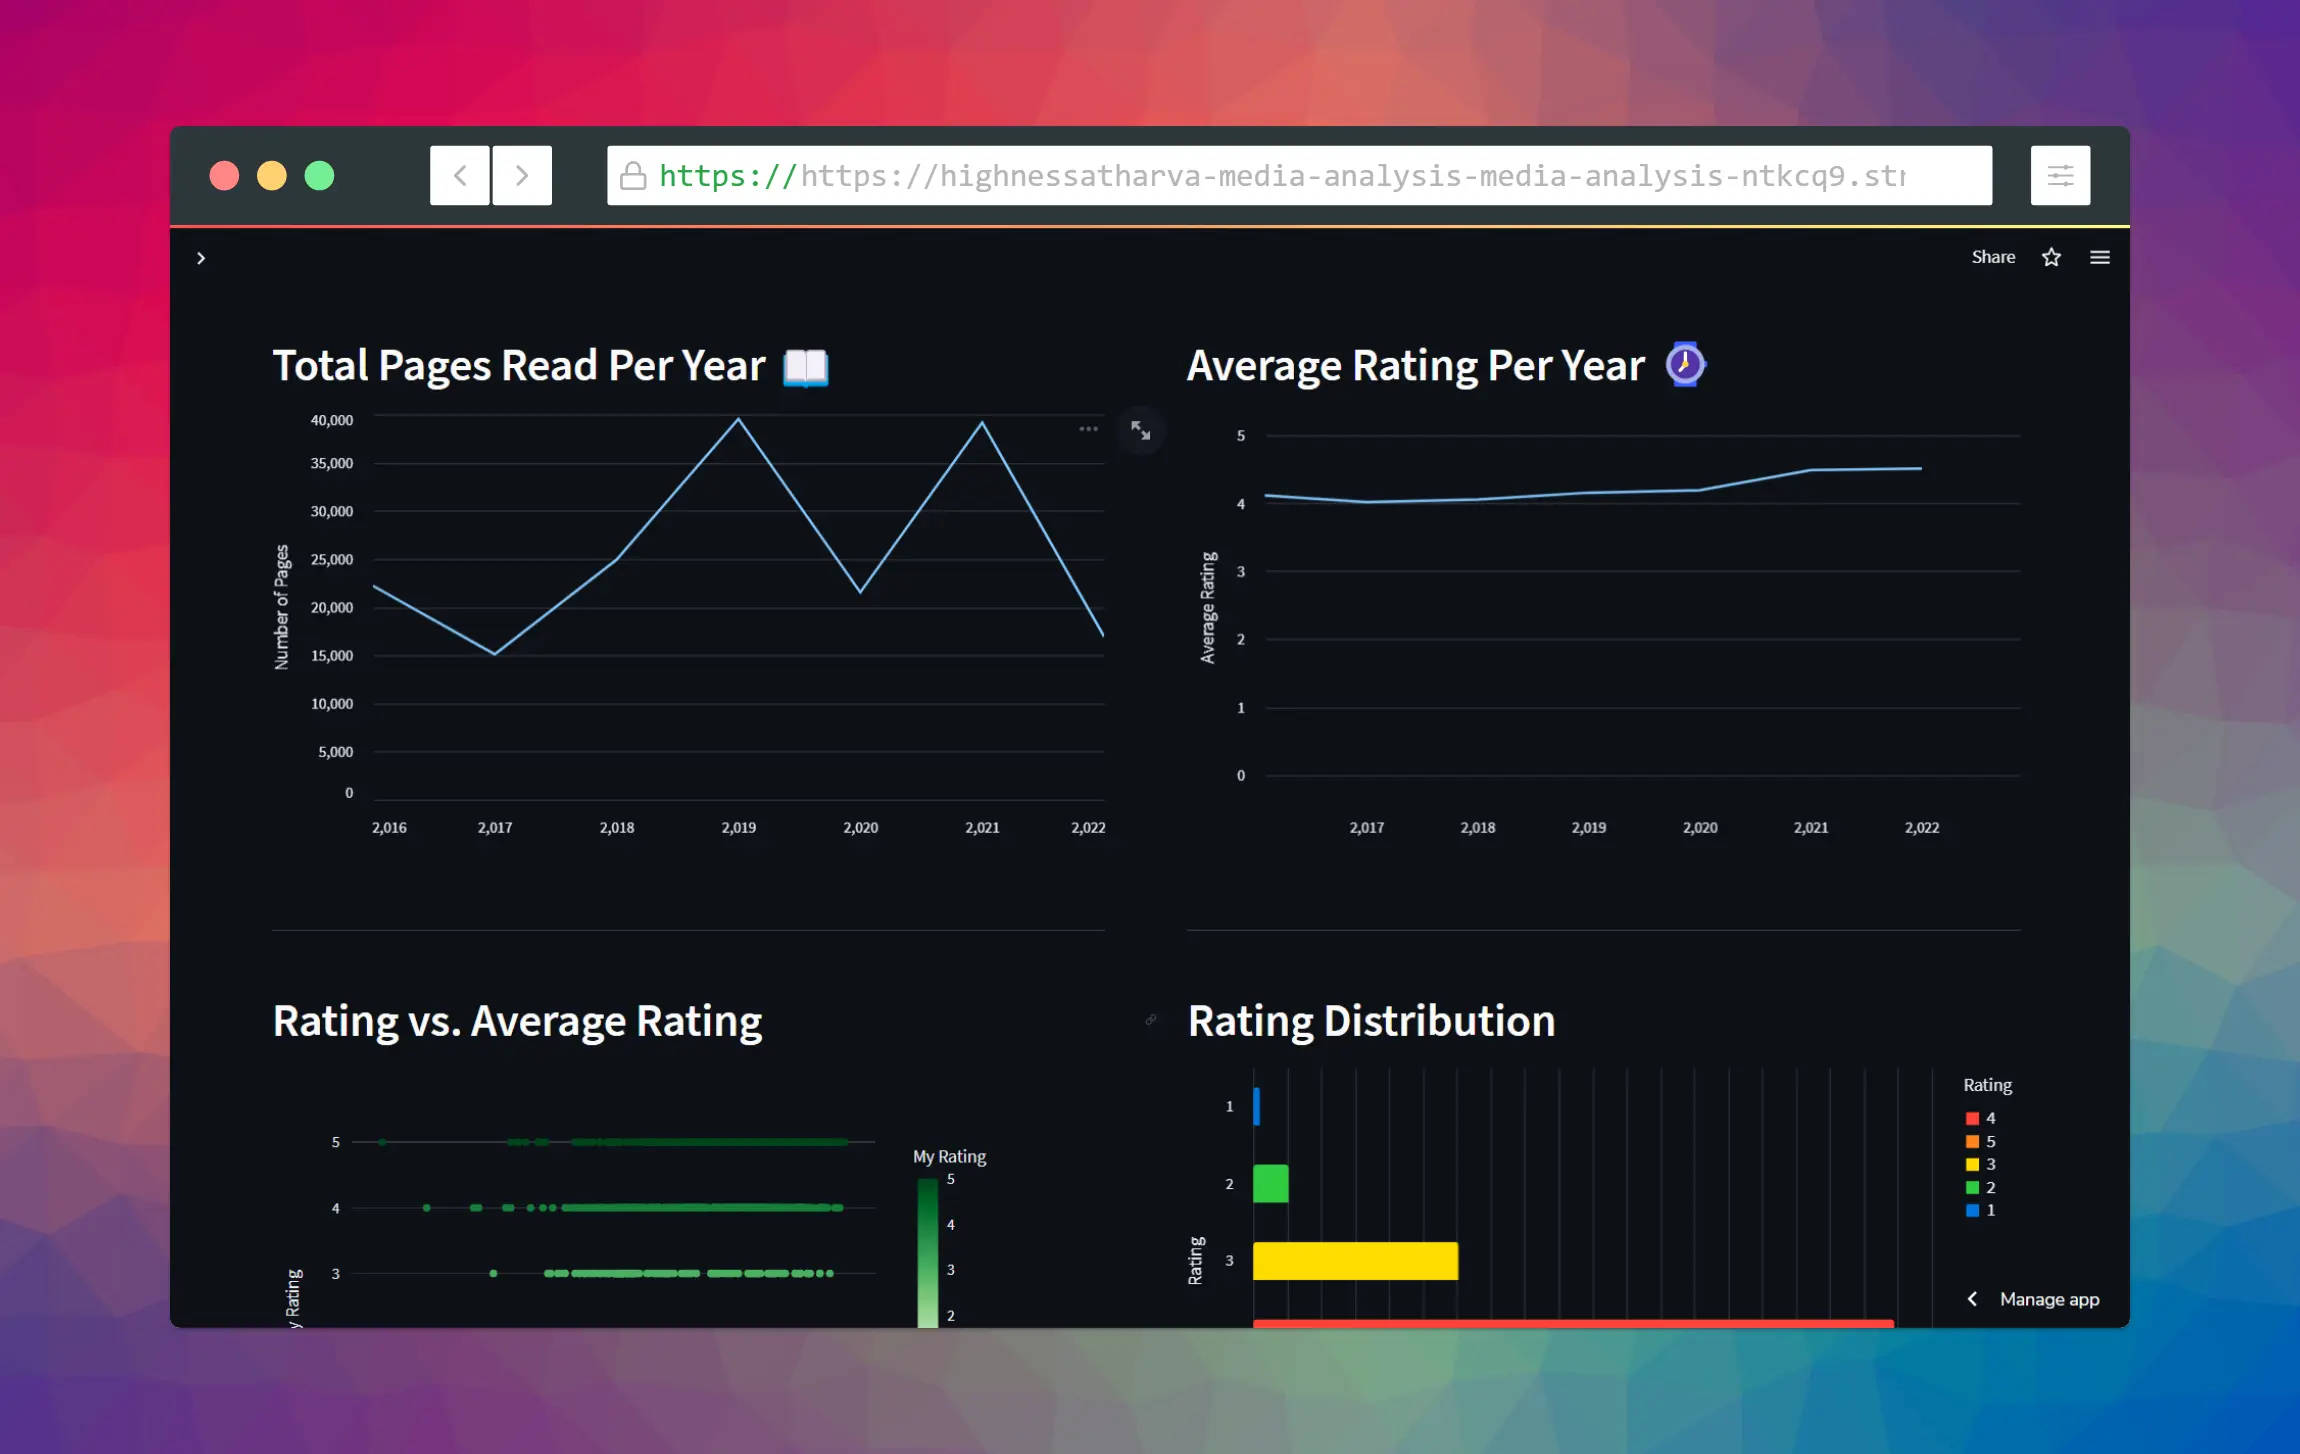 https://https://highnessatharva-media-analysis-media-analysis-ntkcq9.str
Share
Total Pages Read Per Year
Number of Pages
40,000
35,000
30,000
25,000
20,000
15,000
10,000
5,000
0
2,016 2,017 2,018 2,019 2,020 2,021 2,022
Average Rating Per Year
Average Rating
5
4
3
2
1
0
2,017 2,018 2,019 2,020 2,021 2,022
Rating vs. Average Rating
5
4
3
y Rating
My Rating
5
4
3
2
Rating Distribution
Rating
1
2
3
Rating
4
5
3
2
1
Manage app